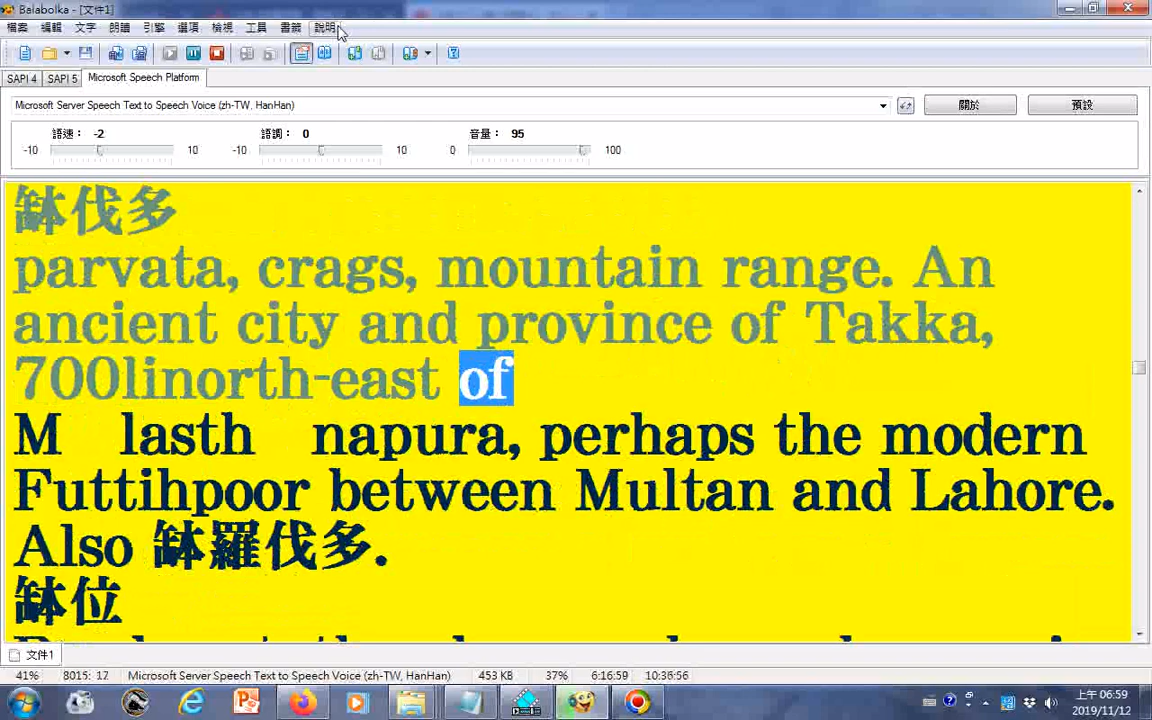 Balabolka - [文件1]
檔案 編輯 文字 朗讀 引擎 選項 檢視 工具 書籤 說明
SAPI 4 SAPI 5 Microsoft Speech Platform
Microsoft Server Speech Text to Speech Voice (zh-TW, HanHan) 關於 預設
語速： -2 語調： 0 音量： 95
-10 10 -10 10 0 100
缽伐多
parvata, crags, mountain range. An
ancient city and province of Takka,
700linorth-east of
M lasth napura, perhaps the modern
Futtihpoor between Multan and Lahore.
Also 缽羅伐多.
缽位
文件1
41% 8015: 12 Microsoft Server Speech Text to Speech Voice (zh-TW, HanHan) 453 KB 37% 6:16:59 10:36:56
上午 06:59
2019/11/12